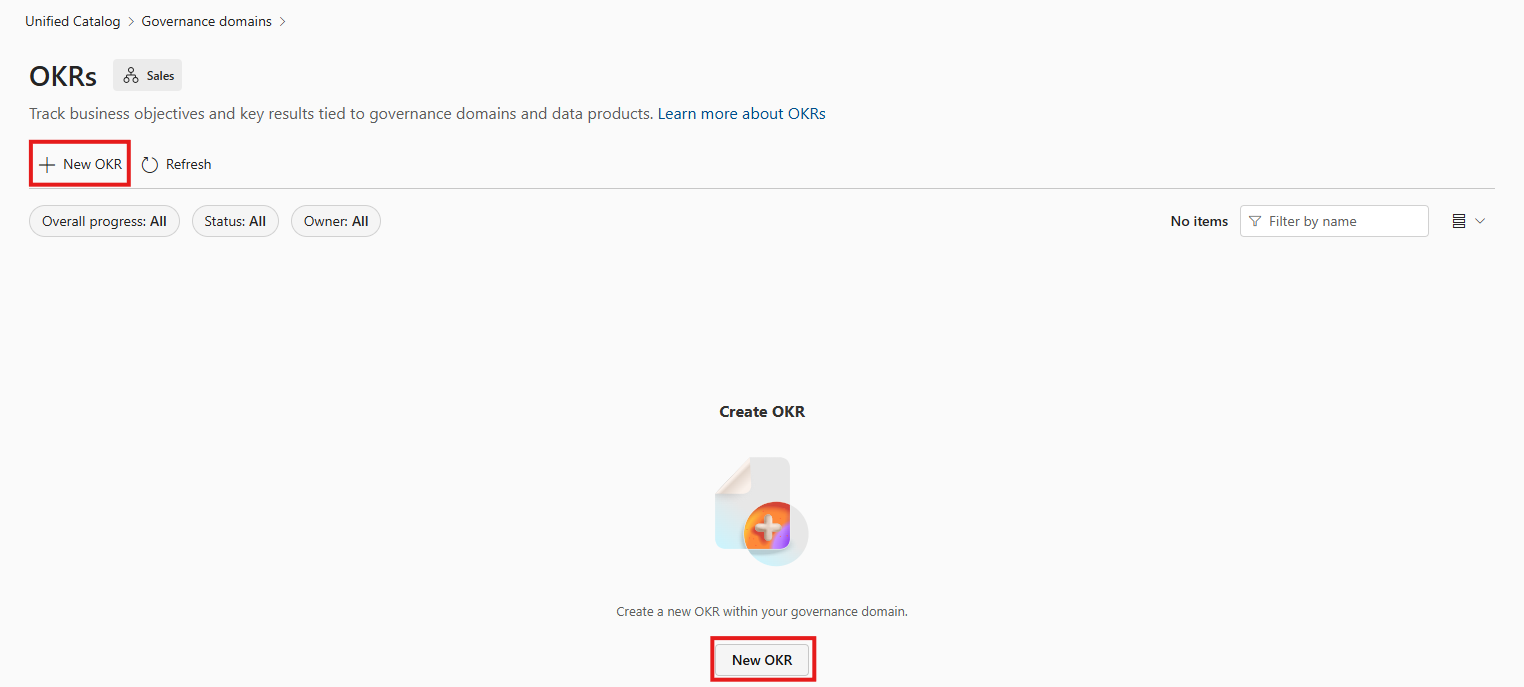 Unified Catalog > Governance domains >
OKRs Sales
Track business objectives and key results tied to governance domains and data products. Learn more about OKRs
New OKR Refresh
Overall progress: All Status: All Owner: All No items Filter by name
Create OKR
Create a new OKR within your governance domain.
New OKR